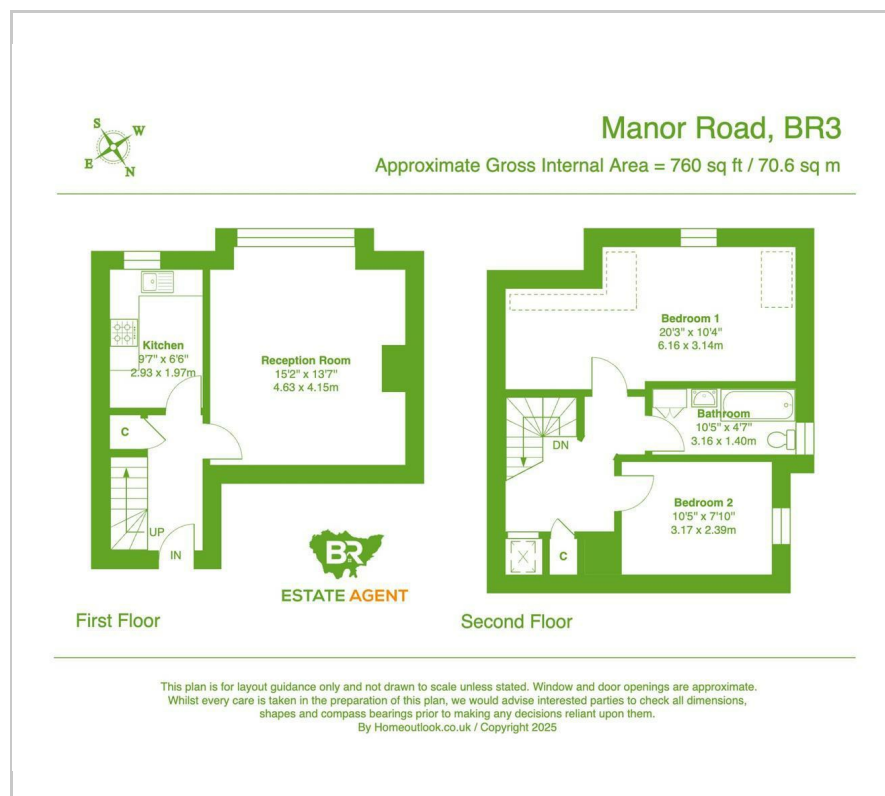 Manor Road, BR3
Approximate Gross Internal Area = 760 sq ft / 70.6 sq m
S
W
E
N
Kitchen
9'7" x 6'6"
2.93 x 1.97m
Reception Room
15'2" x 13'7"
4.63 x 4.15m
C
UP
IN
First Floor
BR
ESTATE AGENT
Bedroom 1
20'3" x 10'4"
6.16 x 3.14m
Bathroom
10'5" x 4'7"
3.16 x 1.40m
DN
Bedroom 2
10'5" x 7'10"
3.17 x 2.39m
C
Second Floor
This plan is for layout guidance only and not drawn to scale unless stated. Window and door openings are approximate.
Whilst every care is taken in the preparation of this plan, we would advise interested parties to check all dimensions,
shapes and compass bearings prior to making any decisions reliant upon them.
By Homeoutlook.co.uk / Copyright 2025